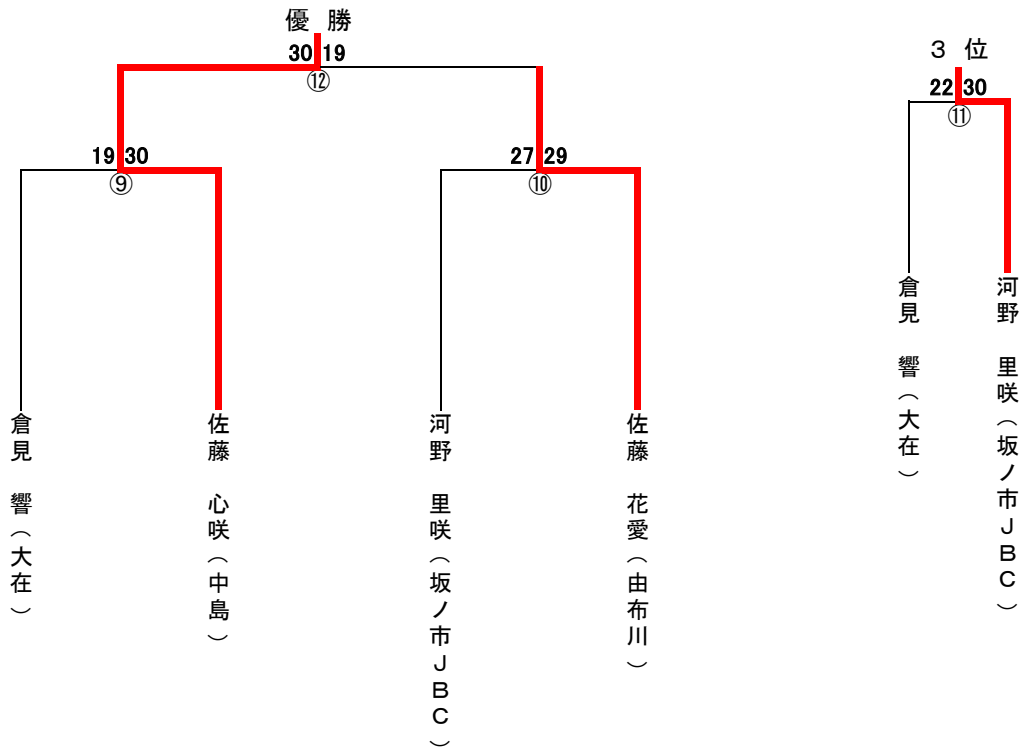 優 勝
30 19
⑫
19 30
⑨
27 29
⑩
倉見 響(大在)
佐藤 心咲(中島)
河野 里咲(坂ノ市JBC)
佐藤 花愛(由布川)
3 位
22 30
⑪
倉見 響(大在)
河野 里咲(坂ノ市JBC)